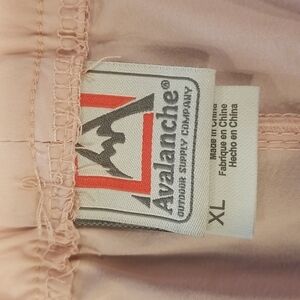 Avalanche®
OUTDOOR SUPPLY COMPANY
XL
Made in China
Fabriqué en Chine
Hecho en China